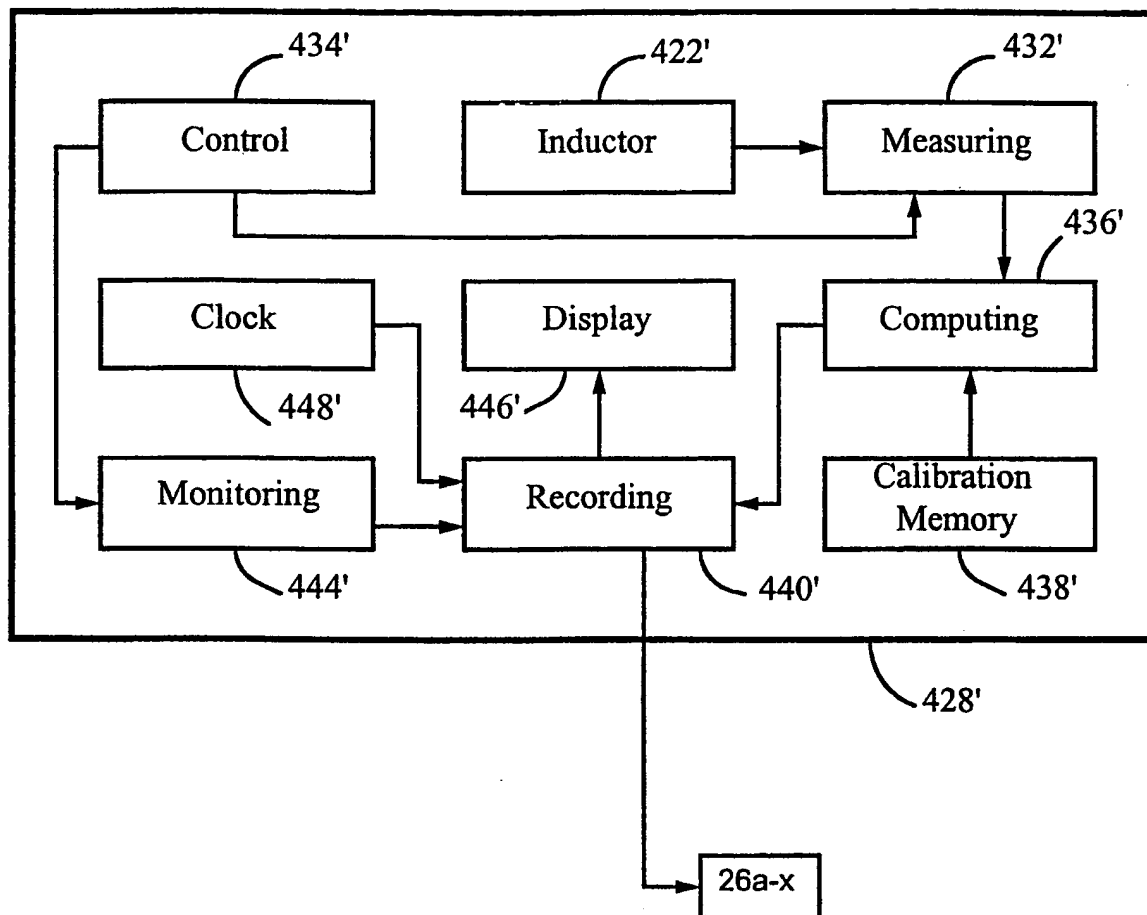 434'
422'
432'
Control
Inductor
Measuring
436'
Clock
Display
Computing
448'
446'
Monitoring
Recording
Calibration
Memory
444'
440'
438'
428'
26a-x